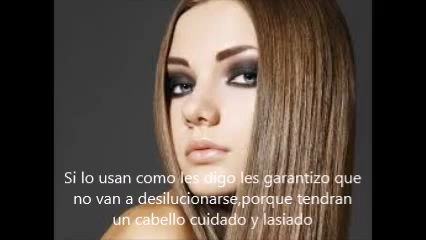 Si lo usan como les digo les garantizo que
no van a desilucionarse,porque tendran
un cabello cuidado y lasiado